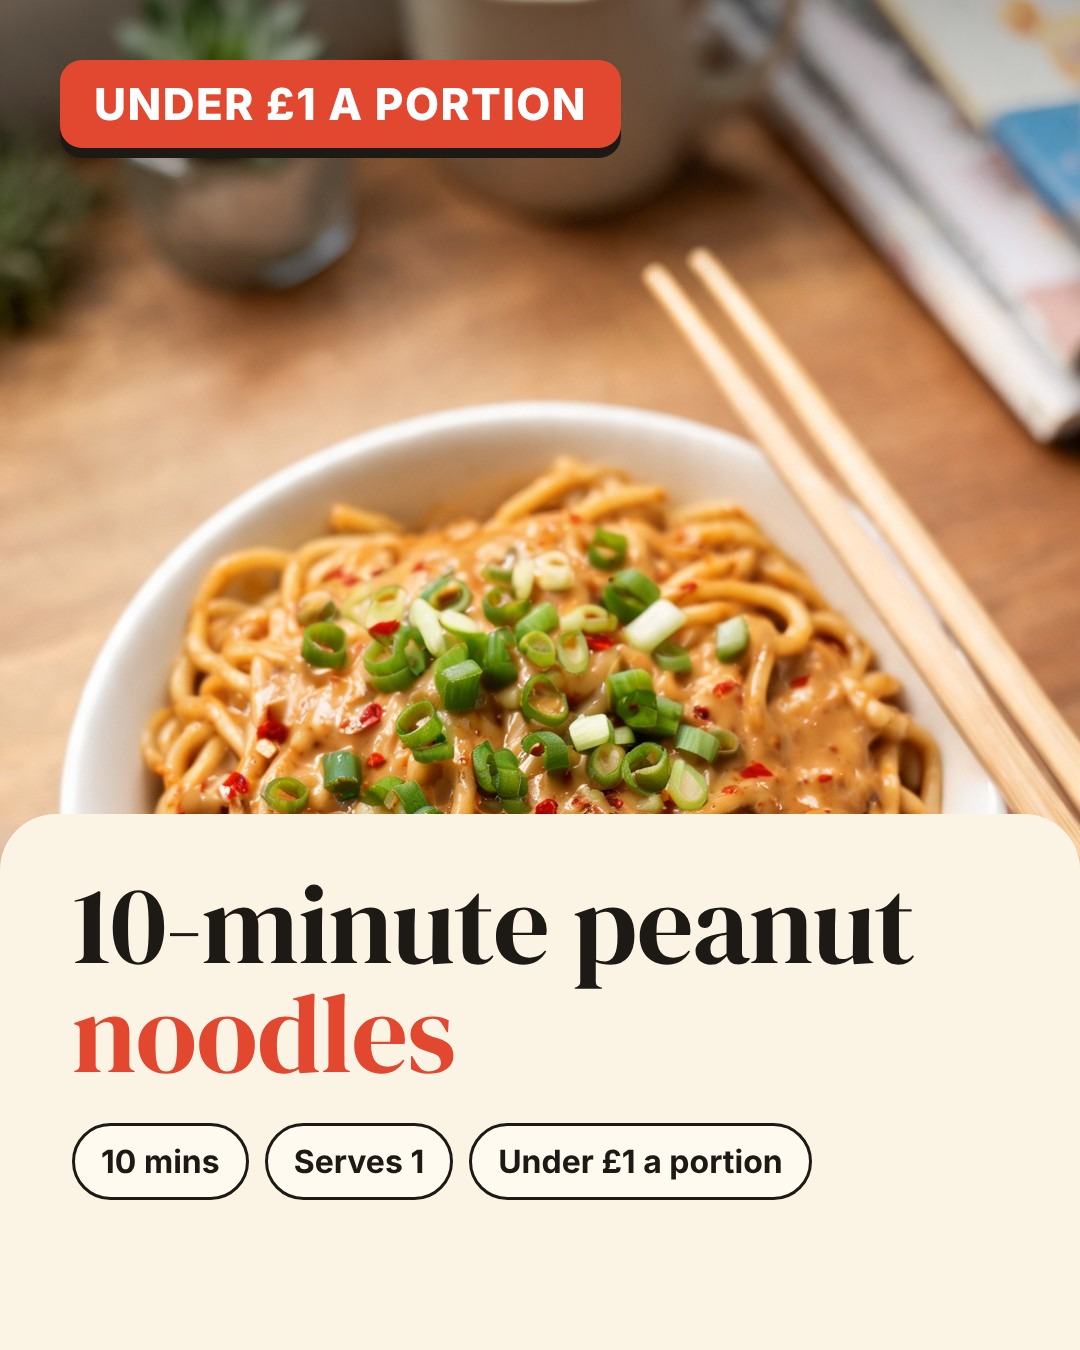 UNDER £1 A PORTION
10-minute peanut
noodles
10 mins
Serves 1
Under £1 a portion